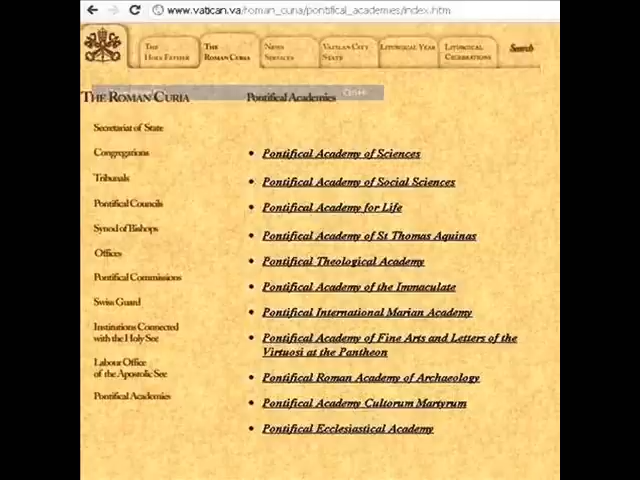 www.vatican.va/roman_curia/pontifical_academies/index.htm
The Holy Father
The Roman Curia
News Services
Vatican City State
Liturgical Year
Liturgical Celebrations
Search
The Roman Curia
Pontifical Academies
Secretariat of State
Congregations
Tribunals
Pontifical Councils
Synod of Bishops
Offices
Pontifical Commissions
Swiss Guard
Institutions Connected
with the Holy See
Labour Office
of the Apostolic See
Pontifical Academies
Pontifical Academy of Sciences
Pontifical Academy of Social Sciences
Pontifical Academy for Life
Pontifical Academy of St Thomas Aquinas
Pontifical Theological Academy
Pontifical Academy of the Immaculate
Pontifical International Marian Academy
Pontifical Academy of Fine Arts and Letters of the
Virtuosi at the Pantheon
Pontifical Roman Academy of Archaeology
Pontifical Academy Cultorum Martyrum
Pontifical Ecclesiastical Academy